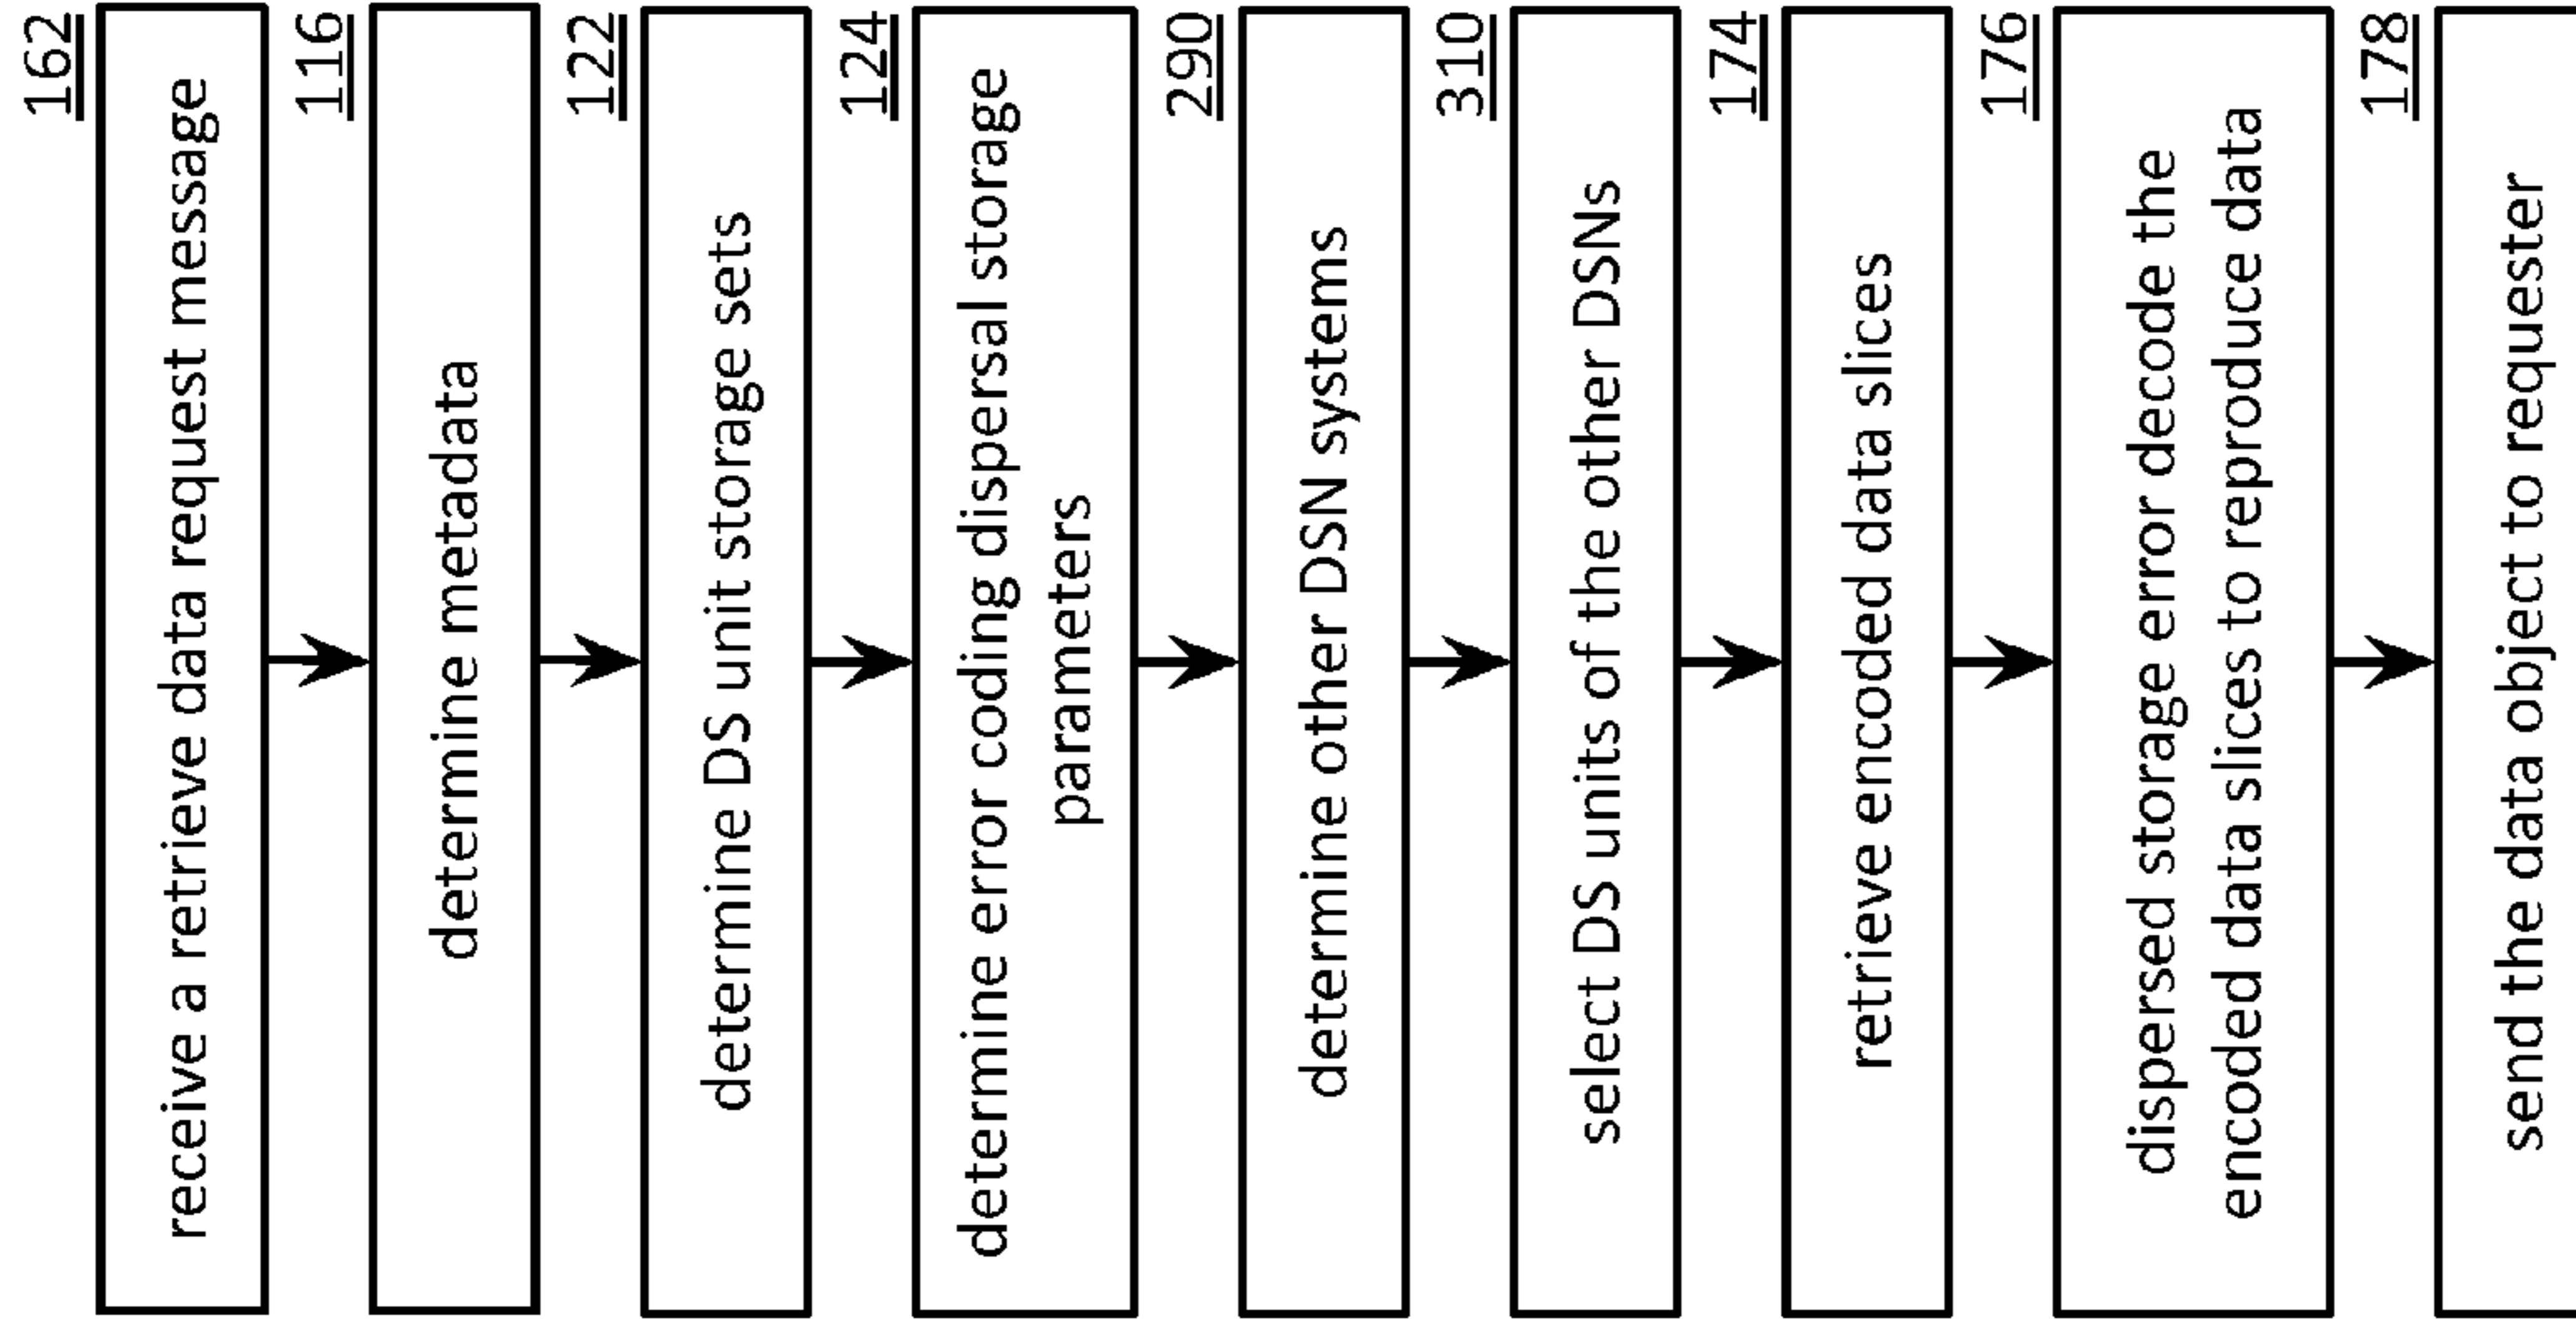 162
receive a retrieve data request message
116
determine metadata
122
determine DS unit storage sets
124
determine error coding dispersal storage
parameters
290
determine other DSN systems
310
select DS units of the other DSNs
174
retrieve encoded data slices
176
dispersed storage error decode the
encoded data slices to reproduce data
178
send the data object to requester